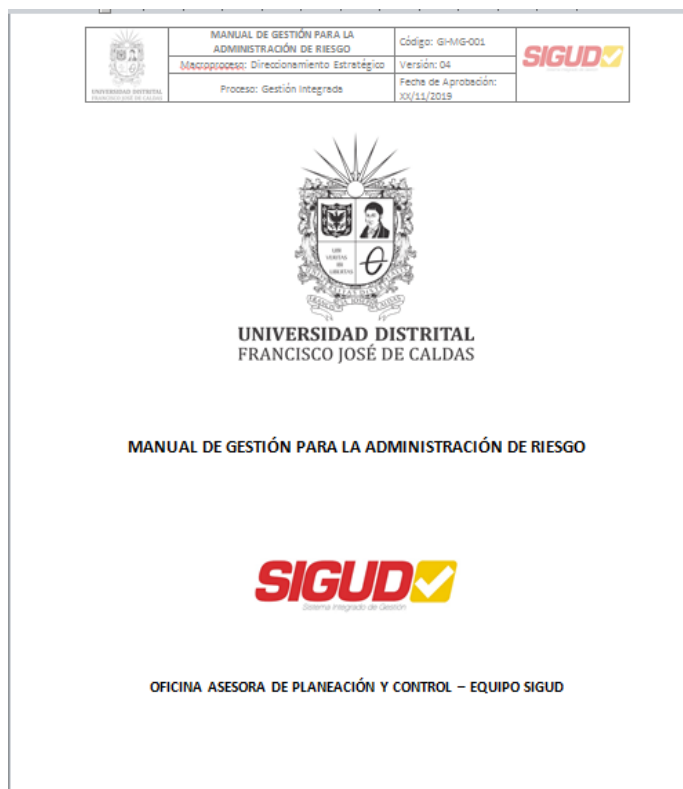 MANUAL DE GESTIÓN PARA LA
ADMINISTRACIÓN DE RIESGO
Código: GI-MG-001
Macroproceso: Direccionamiento Estratégico
Versión: 04
Proceso: Gestión Integrada
Fecha de Aprobación:
XX/11/2019
SIGUD
UNIVERSIDAD DISTRITAL
FRANCISCO JOSÉ DE CALDAS
UNIVERSIDAD DISTRITAL
FRANCISCO JOSÉ DE CALDAS
MANUAL DE GESTIÓN PARA LA ADMINISTRACIÓN DE RIESGO
SIGUD
Sistema Integrado de Gestión
OFICINA ASESORA DE PLANEACIÓN Y CONTROL – EQUIPO SIGUD